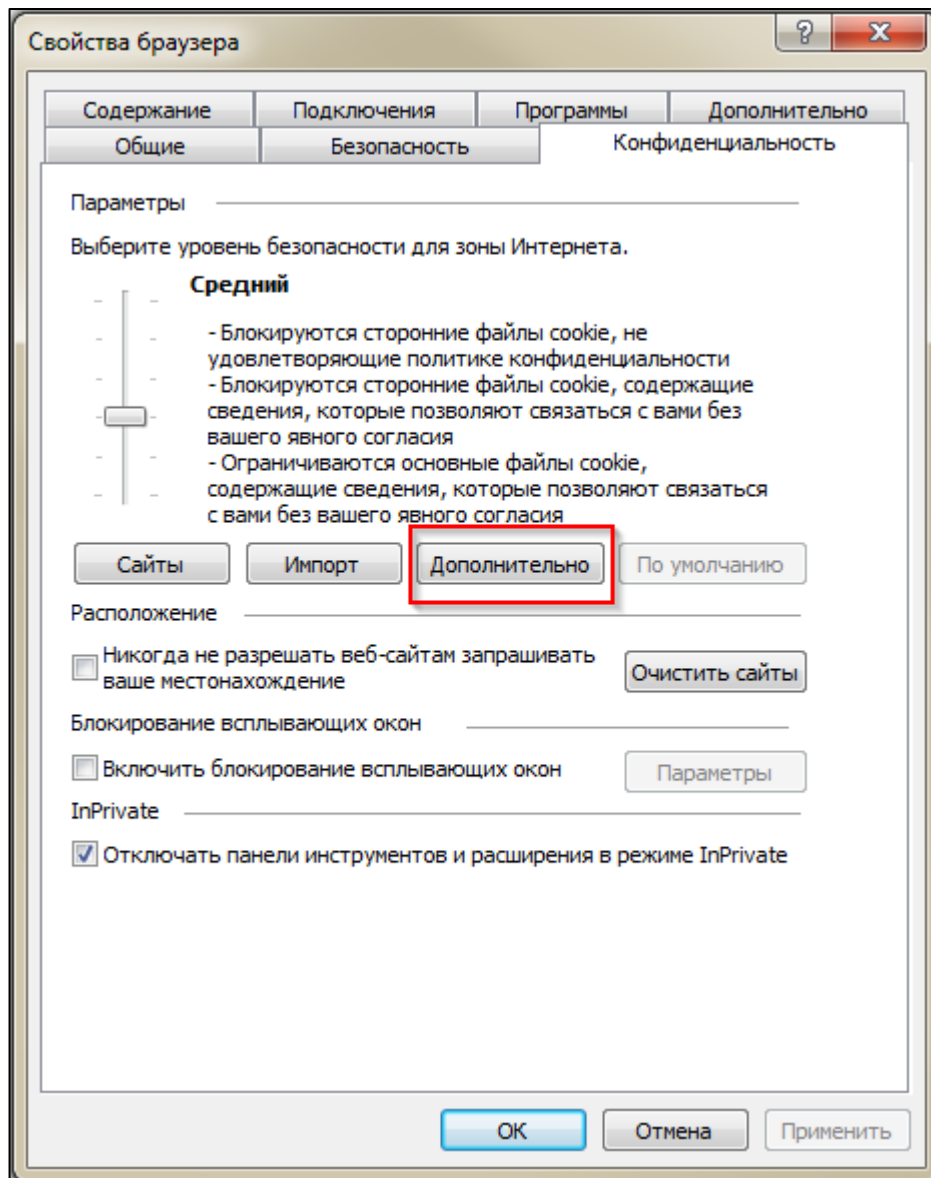 Свойства браузера
Содержание Подключения Программы Дополнительно
Общие Безопасность Конфиденциальность
Параметры
Выберите уровень безопасности для зоны Интернета.
Средний
- Блокируются сторонние файлы cookie, не
удовлетворяющие политике конфиденциальности
- Блокируются сторонние файлы cookie, содержащие
сведения, которые позволяют связаться с вами без
вашего явного согласия
- Ограничиваются основные файлы cookie,
содержащие сведения, которые позволяют связаться
с вами без вашего явного согласия
Сайты Импорт Дополнительно По умолчанию
Расположение
Никогда не разрешать веб-сайтам запрашивать
ваше местонахождение
Очистить сайты
Блокирование всплывающих окон
Включить блокирование всплывающих окон Параметры
InPrivate
Отключать панели инструментов и расширения в режиме InPrivate
ОК Отмена Применить